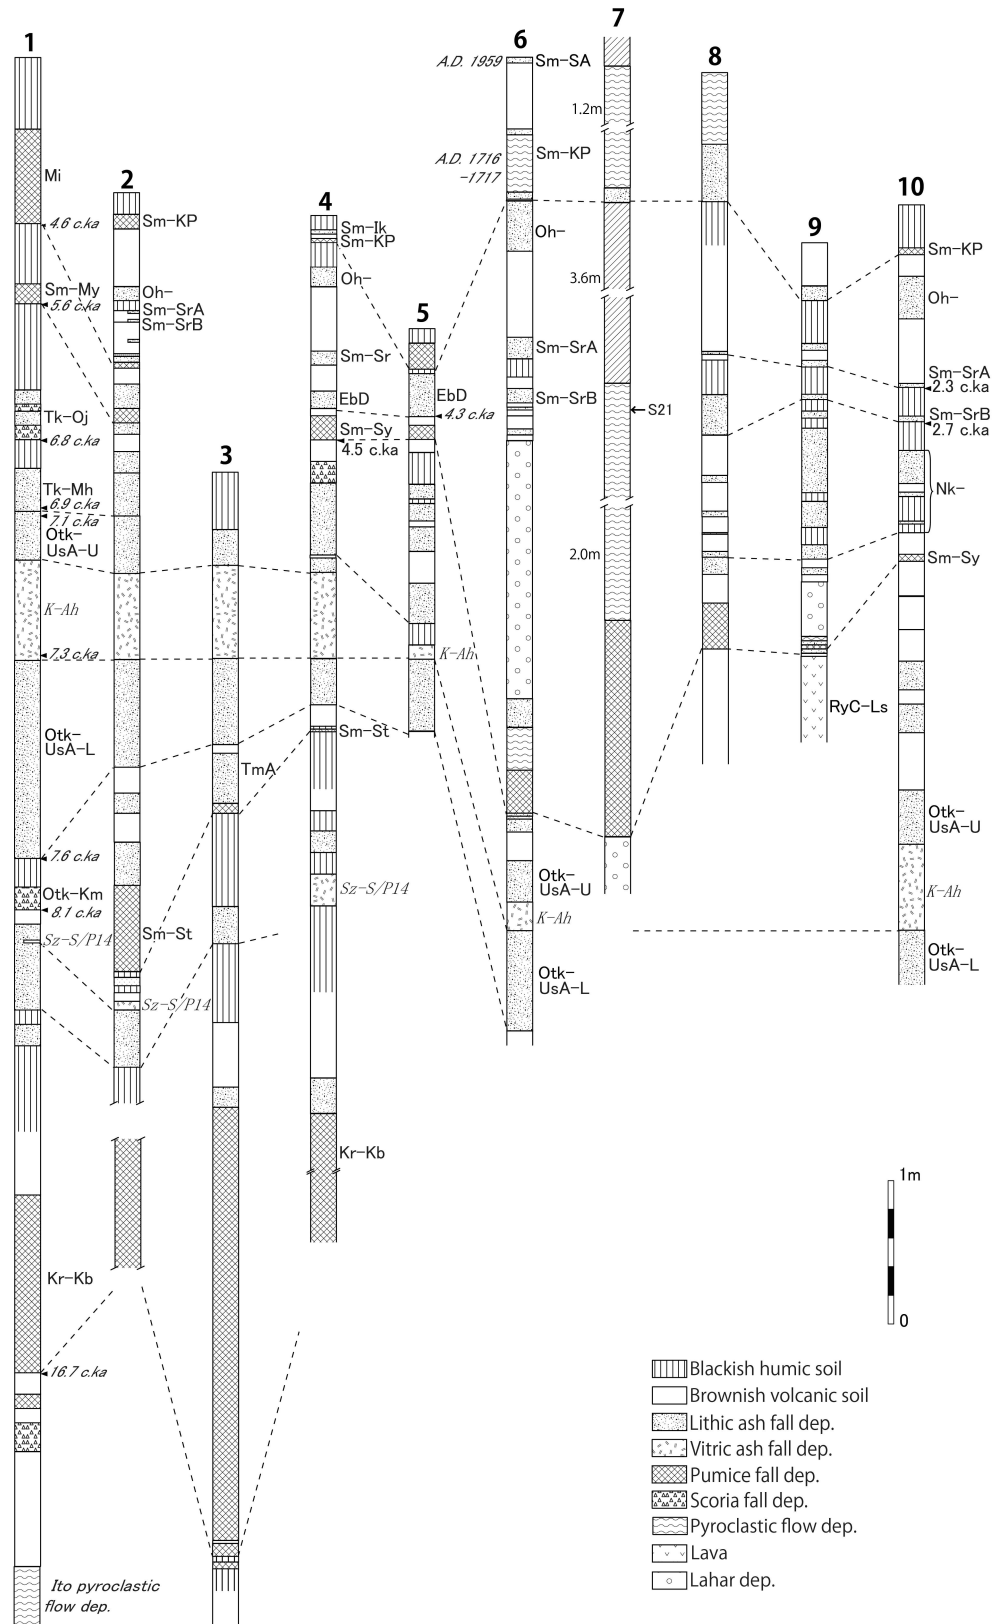 1
Mi
4.6 c.ka
Sm-My
5.6 c.ka
Tk-Oj
6.8 c.ka
Tk-Mh
6.9 c.ka
7.1 c.ka
Otk-
UsA-U
K-Ah
7.3 c.ka
Otk-
UsA-L
7.6 c.ka
Otk-Km
8.1 c.ka
Sz-S/P14
Kr-Kb
16.7 c.ka
Ito pyroclastic
flow dep.
2
Sm-KP
Oh-
Sm-SrA
Sm-SrB
Sm-St
Sz-S/P14
3
TmA
4
Sm-Ik
Sm-KP
Oh-
Sm-Sr
EbD
Sm-Sy
4.5 c.ka
Sm-St
Sz-S/P14
Kr-Kb
5
EbD
4.3 c.ka
K-Ah
6
A.D. 1959
Sm-SA
A.D. 1716
-1717
Sm-KP
Oh-
Sm-SrA
Sm-SrB
Otk-
UsA-U
K-Ah
Otk-
UsA-L
7
1.2m
3.6m
S21
2.0m
8
9
RyC-Ls
10
Sm-KP
Oh-
Sm-SrA
2.3 c.ka
Sm-SrB
2.7 c.ka
Nk-
Sm-Sy
Otk-
UsA-U
K-Ah
Otk-
UsA-L
1m
0
Blackish humic soil
Brownish volcanic soil
Lithic ash fall dep.
Vitric ash fall dep.
Pumice fall dep.
Scoria fall dep.
Pyroclastic flow dep.
Lava
Lahar dep.